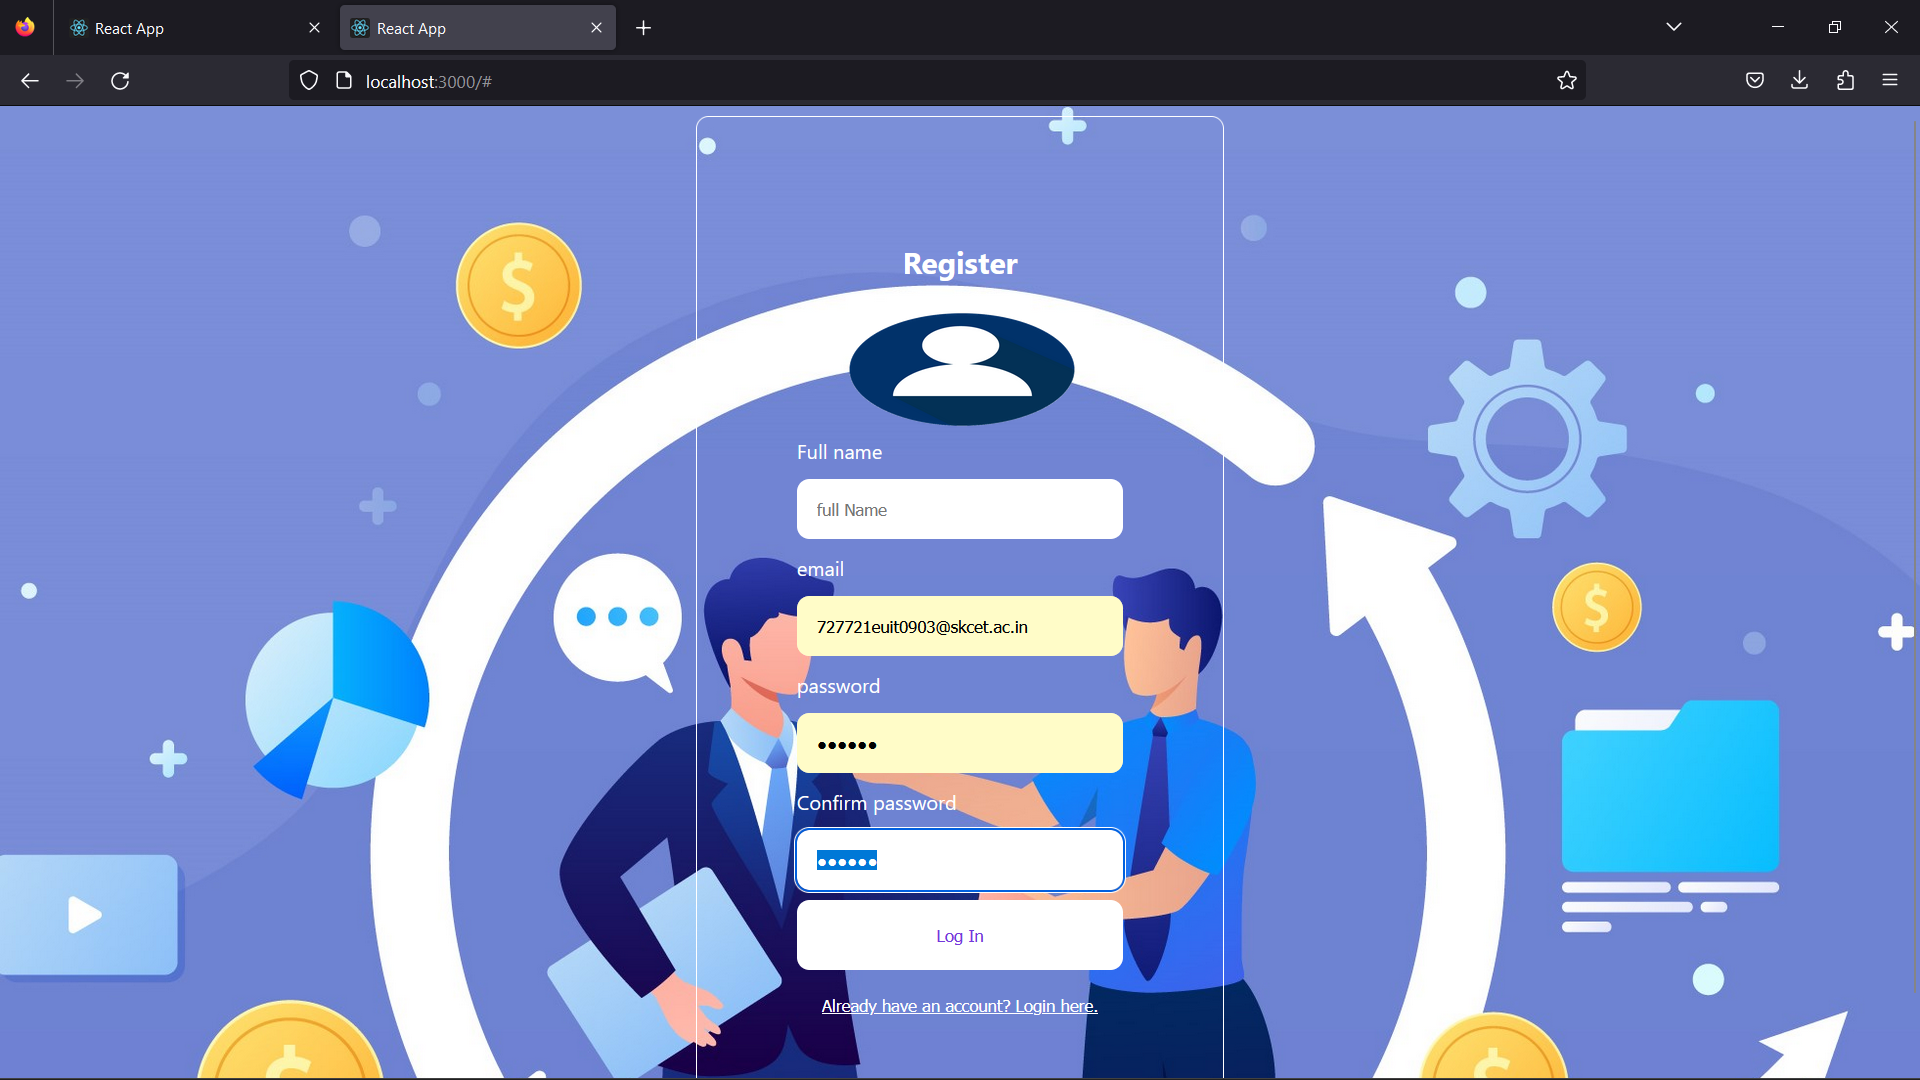 React App
React App
localhost:3000/#
Register
Full name
full Name
email
727721euit0903@skcet.ac.in
password
••••••
Confirm password
••••••
Log In
Already have an account? Login here.
$
$
$
$